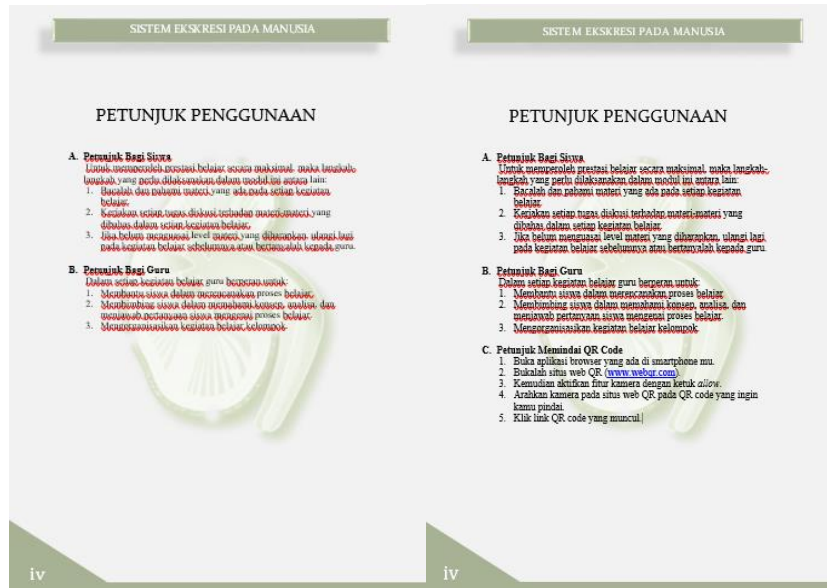 SISTEM EKSKRESI PADA MANUSIA
PETUNJUK PENGGUNAAN
A. Petunjuk Bagi Siswa
Untuk memperoleh prestasi belajar secara maksimal, maka langkah-
langkah yang perlu dilaksanakan dalam modul ini antara lain:
1. Bacalah dan pahami materi yang ada pada setiap kegiatan
belajar.
2. Kerjakan setiap tugas diskusi terhadap materi-materi yang
dibahas dalam setiap kegiatan belajar.
3. Jika belum menguasai level materi yang diharapkan, ulangi lagi
pada kegiatan belajar sebelumnya atau bertanyalah kepada guru.
B. Petunjuk Bagi Guru
Dalam setiap kegiatan belajar guru berperan untuk:
1. Membantu siswa dalam merencanakan proses belajar.
2. Membimbing siswa dalam memahami konsep, analisa, dan
menjawab pertanyaan siswa mengenai proses belajar.
3. Mengorganisasikan kegiatan belajar kelompok.
iv
SISTEM EKSKRESI PADA MANUSIA
PETUNJUK PENGGUNAAN
A. Petunjuk Bagi Siswa
Untuk memperoleh prestasi belajar secara maksimal, maka langkah-
langkah yang perlu dilaksanakan dalam modul ini antara lain:
1. Bacalah dan pahami materi yang ada pada setiap kegiatan
belajar.
2. Kerjakan setiap tugas diskusi terhadap materi-materi yang
dibahas dalam setiap kegiatan belajar.
3. Jika belum menguasai level materi yang diharapkan, ulangi lagi
pada kegiatan belajar sebelumnya atau bertanyalah kepada guru.
B. Petunjuk Bagi Guru
Dalam setiap kegiatan belajar guru berperan untuk:
1. Membantu siswa dalam merencanakan proses belajar.
2. Membimbing siswa dalam memahami konsep, analisa, dan
menjawab pertanyaan siswa mengenai proses belajar.
3. Mengorganisasikan kegiatan belajar kelompok.
C. Petunjuk Memindai QR Code
1. Buka aplikasi browser yang ada di smartphone mu.
2. Bukalah situs web QR (www.webqr.com).
3. Kemudian aktifkan fitur kamera dengan ketuk allow.
4. Arahkan kamera pada situs web QR pada QR code yang ingin
kamu pindai.
5. Klik link QR code yang muncul.
iv